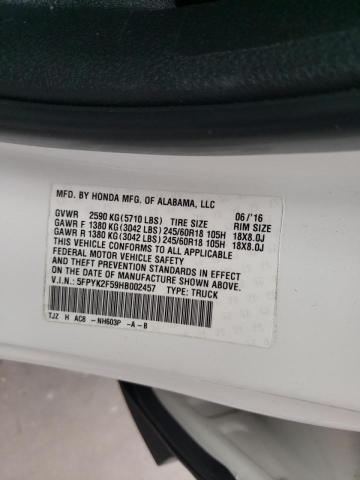 MFD. BY HONDA MFG. OF ALABAMA, LLC 06/'16
GVWR 2590 KG(5710 LBS) TIRE SIZE RIM SIZE
GAWR F 1380 KG(3042 LBS) 245/60R18 105H 18X8.0J
GAWR R 1380 KG(3042 LBS) 245/60R18 105H 18X8.0J
THIS VEHICLE CONFORMS TO ALL APPLICABLE
FEDERAL MOTOR VEHICLE SAFETY AND
THEFT PREVENTION STANDARDS IN EFFECT ON
THE DATE OF MANUFACTURE SHOWN ABOVE.
V.I.N.: 5FPYK2F59HB002457 TYPE: TRUCK
TJZ H AC8 -NH603P -A -B